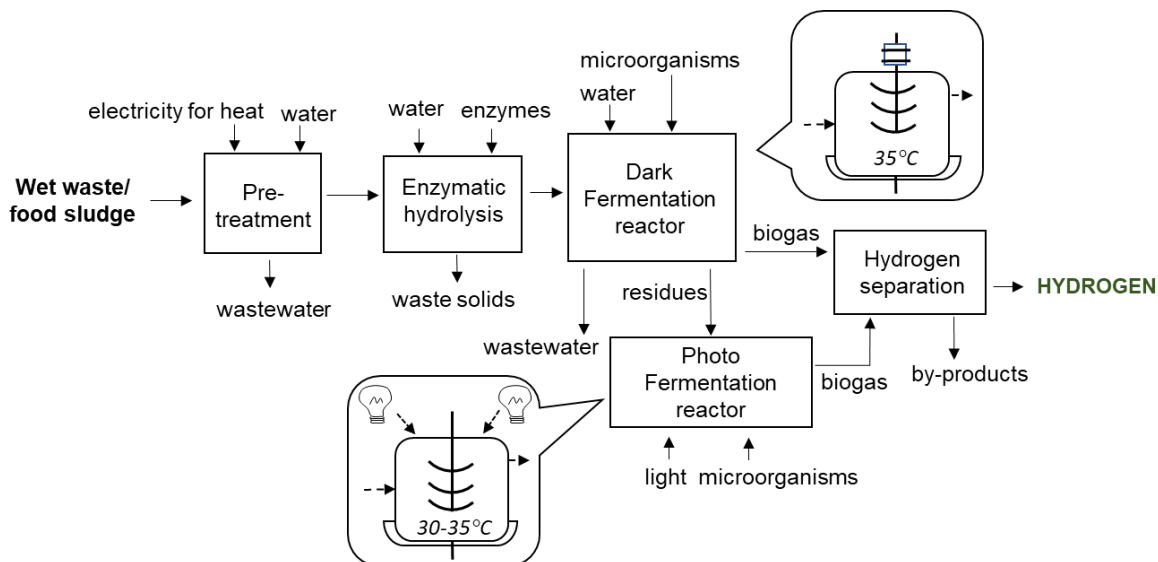 microorganisms
water
electricity for heat
water
water
enzymes
35°C
Wet waste/
food sludge
Pre-
treatment
Enzymatic
hydrolysis
Dark
Fermentation
reactor
biogas
Hydrogen
separation
HYDROGEN
wastewater
waste solids
residues
wastewater
Photo
Fermentation
reactor
biogas
by-products
light
microorganisms
30-35°C